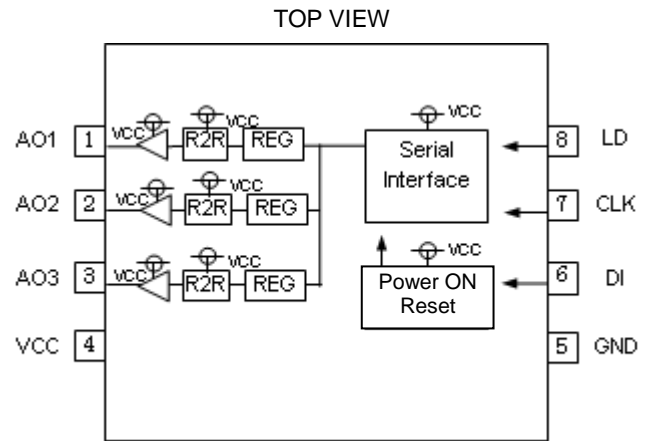 TOP VIEW
VCC
AO1 1 VCC R2R VCC REG
Serial
Interface
8 LD
VCC
AO2 2 VCC R2R REG
7 CLK
VCC
AO3 3 VCC R2R REG
VCC
Power ON
Reset
6 DI
VCC 4
5 GND